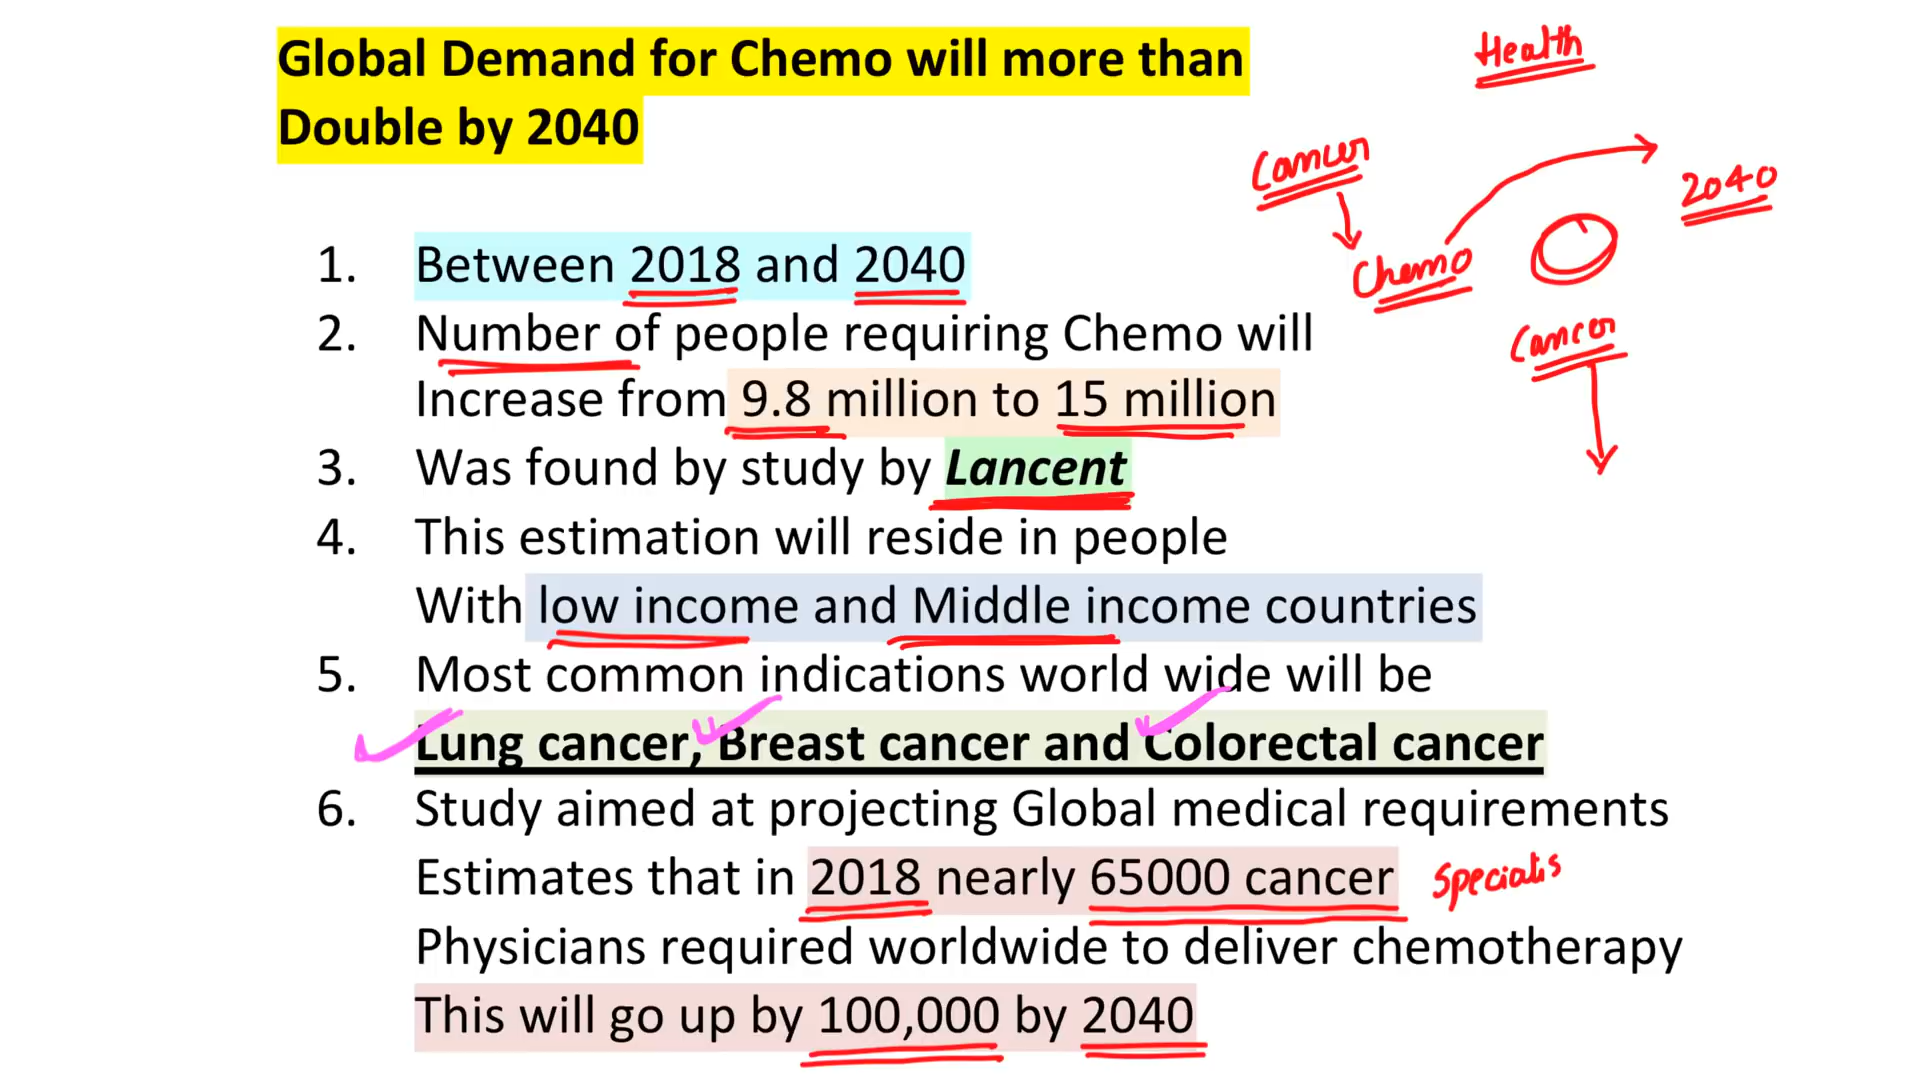 Global Demand for Chemo will more than
Double by 2040
Health
Cancer
Chemo
2040
Cancer
1. Between 2018 and 2040
2. Number of people requiring Chemo will
Increase from 9.8 million to 15 million
3. Was found by study by Lancent
4. This estimation will reside in people
With low income and Middle income countries
5. Most common indications world wide will be
Lung cancer, Breast cancer and Colorectal cancer
6. Study aimed at projecting Global medical requirements
Estimates that in 2018 nearly 65000 cancer
Physicians required worldwide to deliver chemotherapy
This will go up by 100,000 by 2040